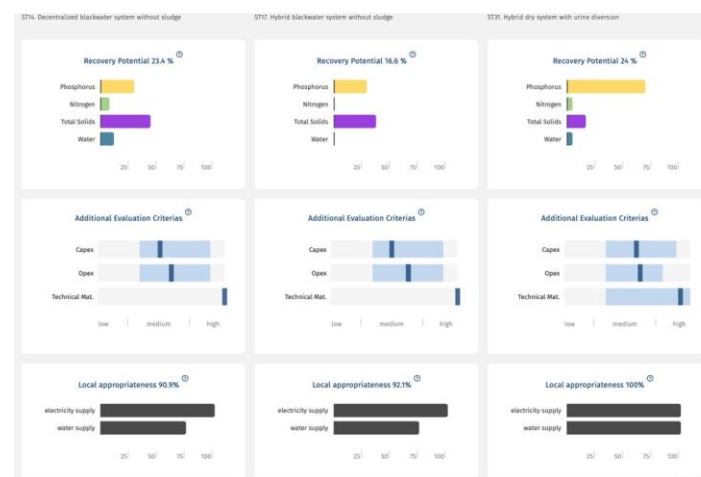 ST14. Decentralized blackwater system without sludge
ST17. Hybrid blackwater system without sludge
ST31. Hybrid dry system with urine diversion
Recovery Potential 23.4 %
Phosphorus
Nitrogen
Total Solids
Water
25 50 75 100
Recovery Potential 16.6 %
Phosphorus
Nitrogen
Total Solids
Water
25 50 75 100
Recovery Potential 24 %
Phosphorus
Nitrogen
Total Solids
Water
25 50 75 100
Additional Evaluation Criterias
Capex
Opex
Technical Mat.
low medium high
Additional Evaluation Criterias
Capex
Opex
Technical Mat.
low medium high
Additional Evaluation Criterias
Capex
Opex
Technical Mat.
low medium high
Local appropriateness 90.9%
electricity supply
water supply
25 50 75 100
Local appropriateness 92.1%
electricity supply
water supply
25 50 75 100
Local appropriateness 100%
electricity supply
water supply
25 50 75 100